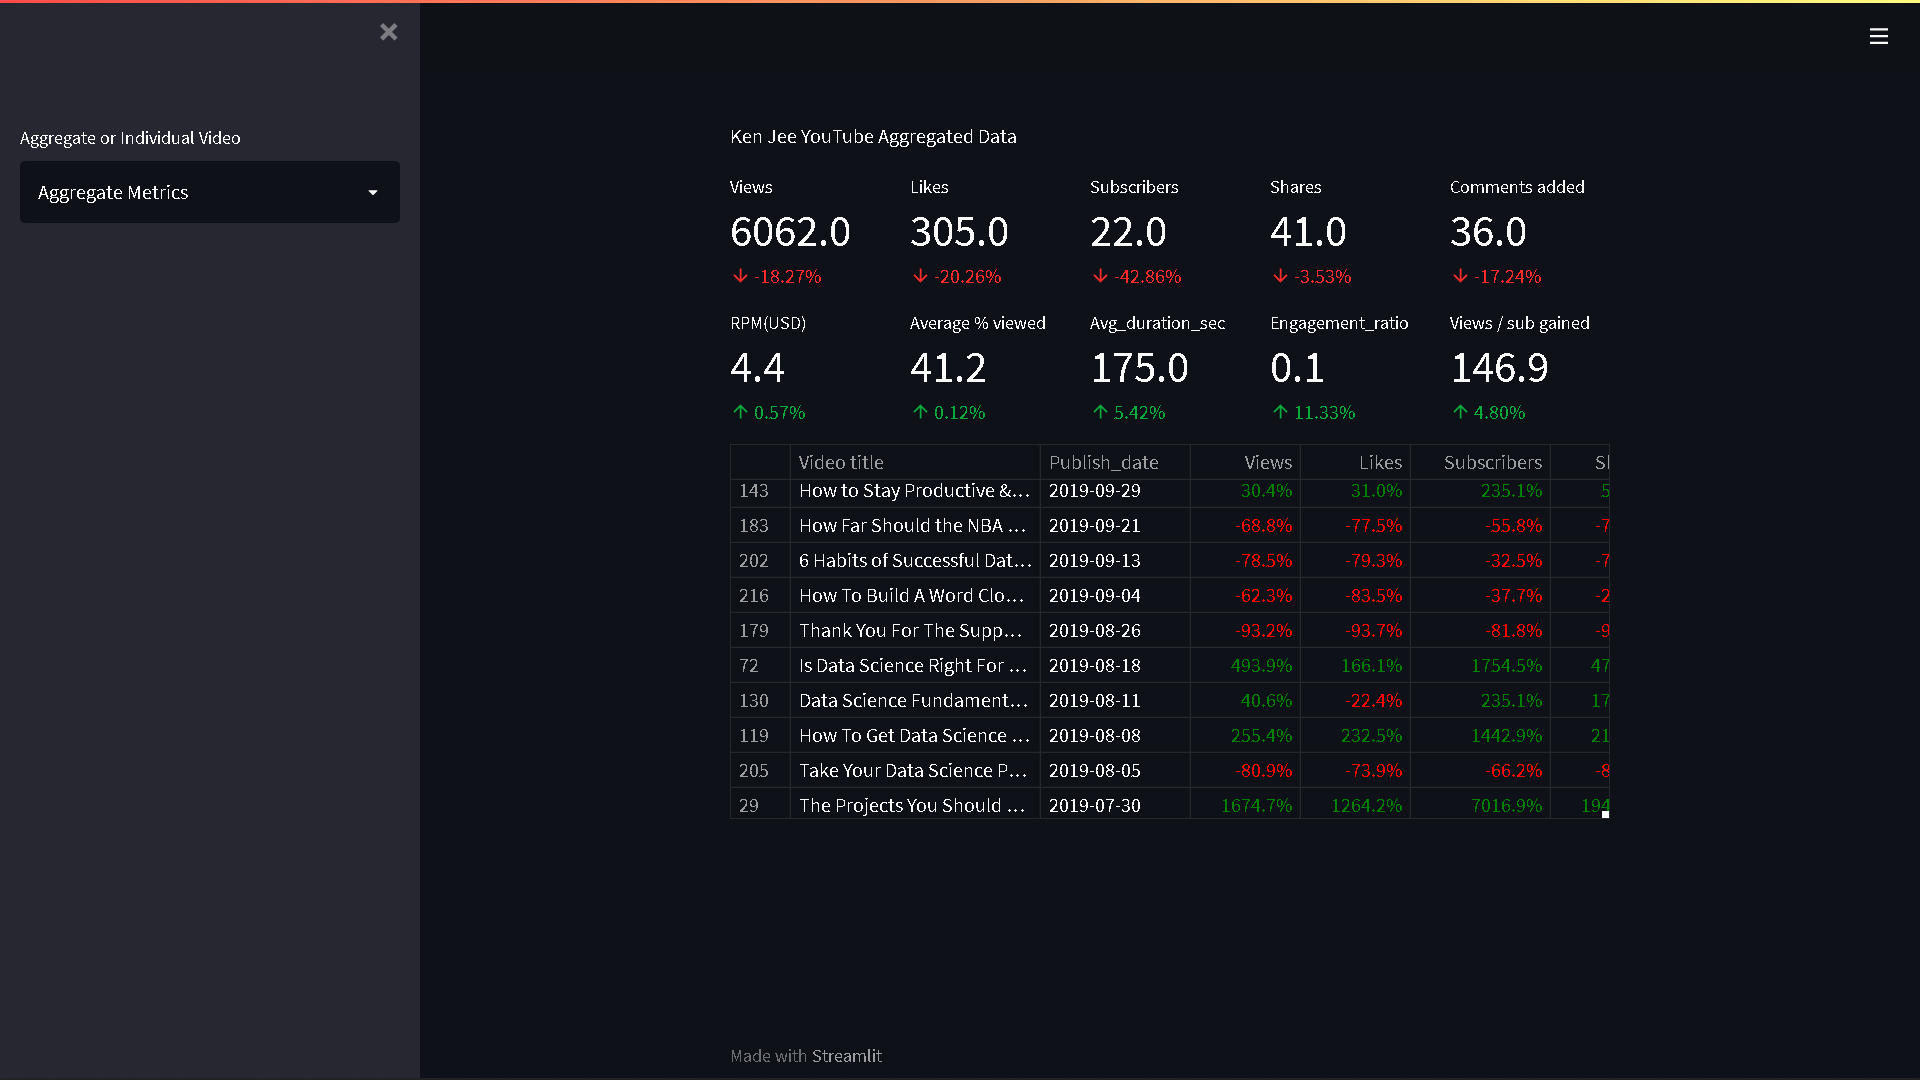 Aggregate or Individual Video
Aggregate Metrics
Ken Jee YouTube Aggregated Data
Views Likes Subscribers Shares Comments added
6062.0 305.0 22.0 41.0 36.0
-18.27% -20.26% -42.86% -3.53% -17.24%
RPM(USD) Average % viewed Avg_duration_sec Engagement_ratio Views / sub gained
4.4 41.2 175.0 0.1 146.9
0.57% 0.12% 5.42% 11.33% 4.80%
Video title Publish_date Views Likes Subscribers
143 How to Stay Productive &... 2019-09-29 30.4% 31.0% 235.1% 5
183 How Far Should the NBA ... 2019-09-21 -68.8% -77.5% -55.8% -7
202 6 Habits of Successful Dat... 2019-09-13 -78.5% -79.3% -32.5% -7
216 How To Build A Word Clo... 2019-09-04 -62.3% -83.5% -37.7% -2
179 Thank You For The Supp... 2019-08-26 -93.2% -93.7% -81.8% -9
72 Is Data Science Right For ... 2019-08-18 493.9% 166.1% 1754.5% 47
130 Data Science Fundament... 2019-08-11 40.6% -22.4% 235.1% 17
119 How To Get Data Science ... 2019-08-08 255.4% 232.5% 1442.9% 21
205 Take Your Data Science P... 2019-08-05 -80.9% -73.9% -66.2% -8
29 The Projects You Should ... 2019-07-30 1674.7% 1264.2% 7016.9% 194
Made with Streamlit